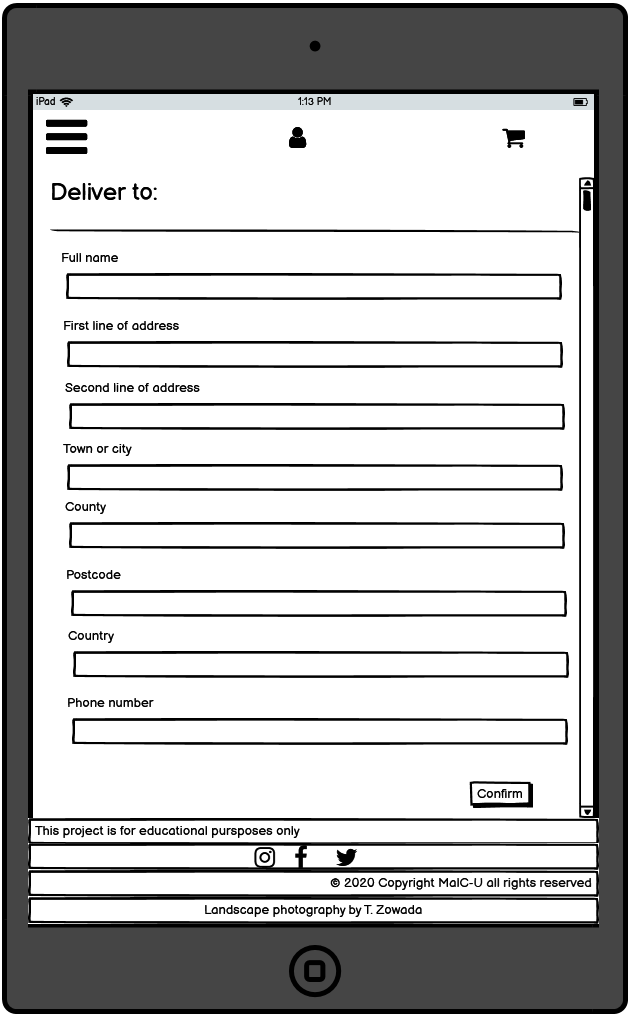 iPad
1:13 PM
Deliver to:
Full name
First line of address
Second line of address
Town or city
County
Postcode
Country
Phone number
Confirm
This project is for educational pursposes only
© 2020 Copyright MalC-U all rights reserved
Landscape photography by T. Zowada